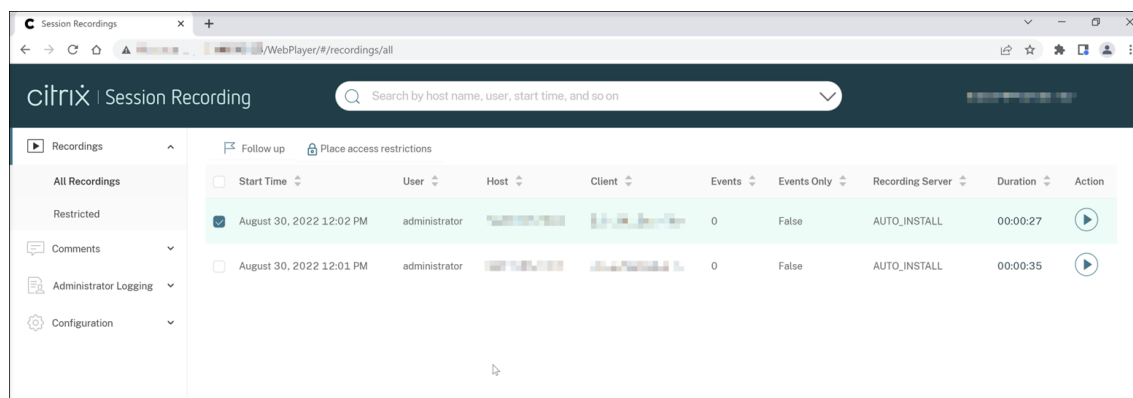 Session Recordings
/WebPlayer/#/recordings/all
citrix | Session Recording
Search by host name, user, start time, and so on
Recordings
Follow up Place access restrictions
All Recordings
Start Time User Host Client Events Events Only Recording Server Duration Action
Restricted
August 30, 2022 12:02 PM administrator 0 False AUTO_INSTALL 00:00:27
Comments
August 30, 2022 12:01 PM administrator 0 False AUTO_INSTALL 00:00:35
Administrator Logging
Configuration